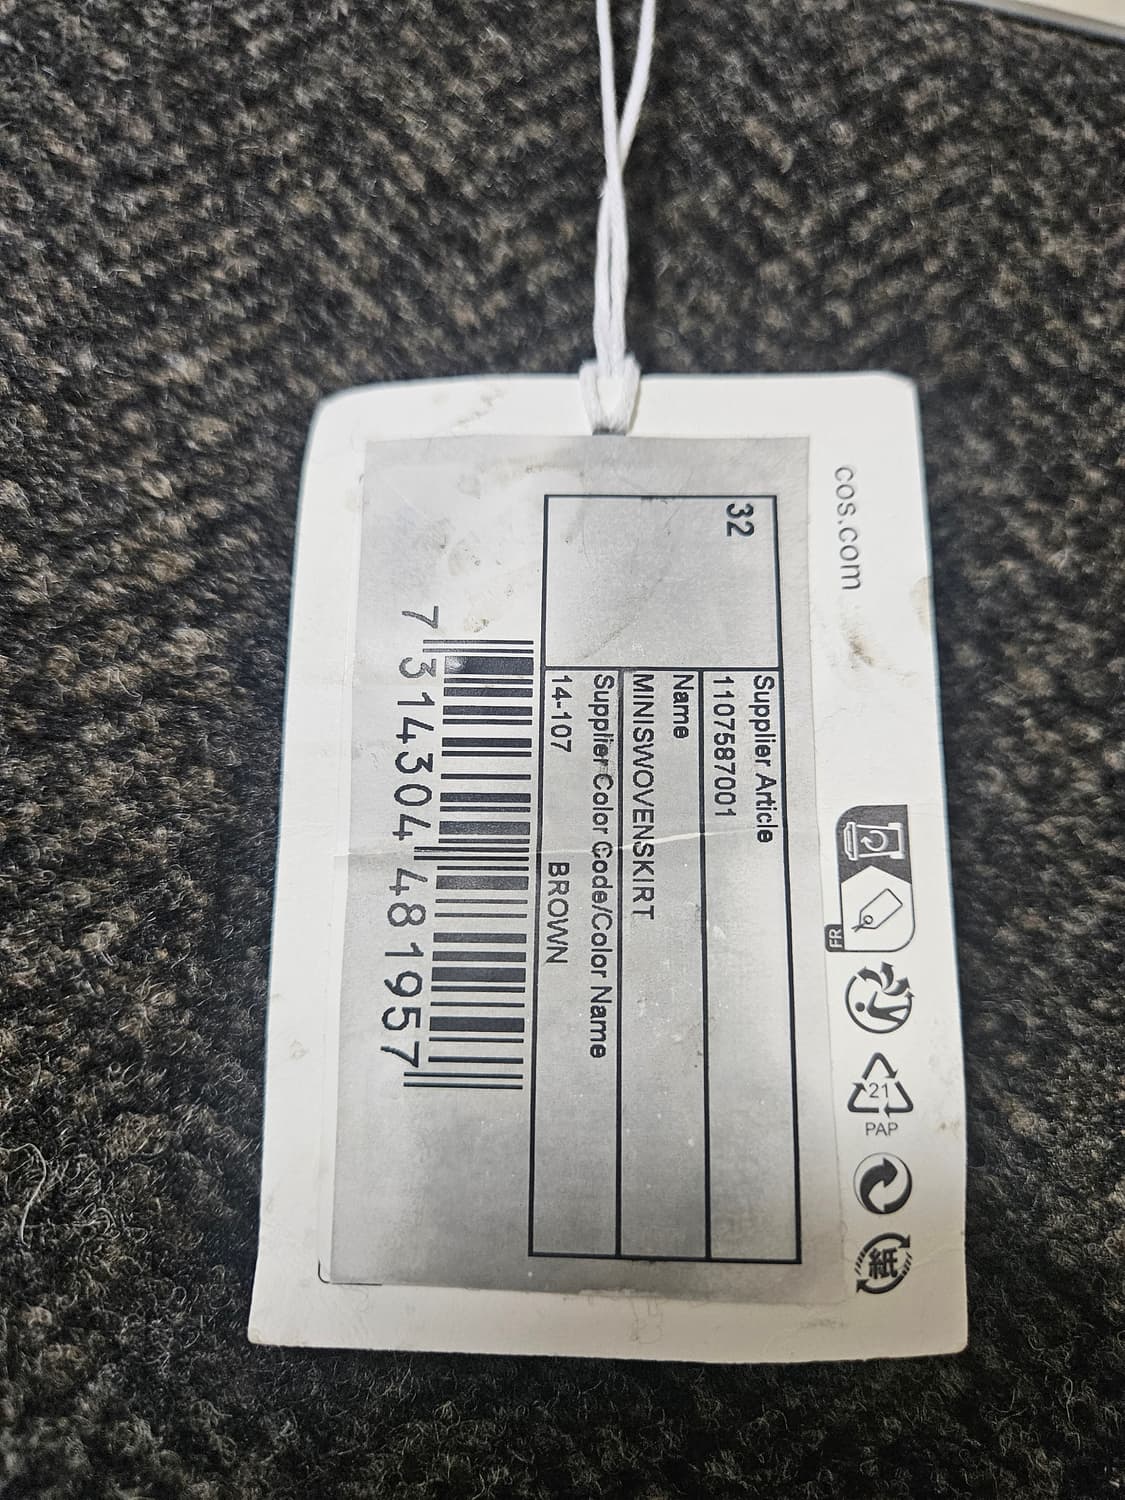 cos.com
32
Supplier Article
1107587001
Name
MINISWOVENSKIRT
Supplier Color Code/Color Name
14-107 BROWN
7 314304 481957
FR
21
PAP
紙